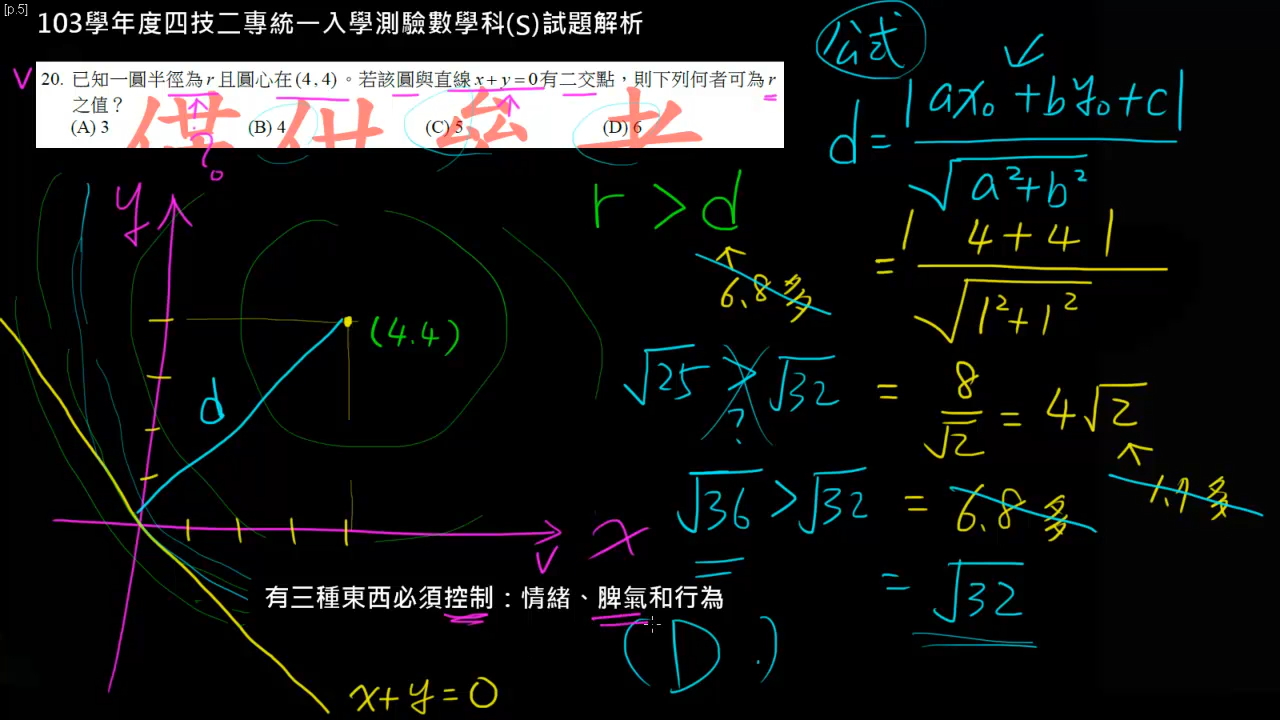 [p.5]
103學年度四技二專統一入學測驗數學科(S)試題解析
V 20. 已知一圓半徑為 r 且圓心在 (4 , 4) 。若該圓與直線 x + y = 0 有二交點，則下列何者可為 r
之值？
(A) 3 (B) 4 (C) 5 (D) 6
僅供參考
?
公式
d = |ax₀ + by₀ + c| / √(a² + b²)
= |4 + 4| / √(1² + 1²)
= 8/√2 = 4√2
1.7多
= 6.8多
= √32
r > d
6.8多
√25 > √32
?
√36 > √32
(D.)
y
(4.4)
d
x
V
有三種東西必須控制：情緒、脾氣和行為
x+y=0